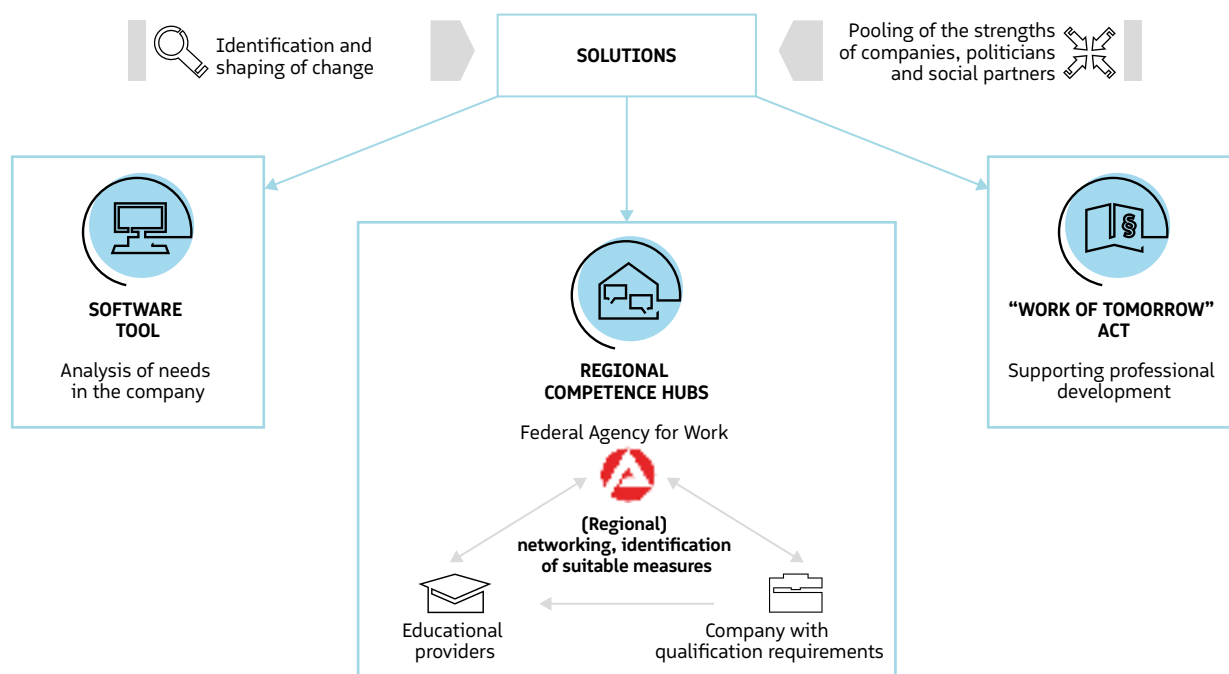 Identification and
shaping of change
SOLUTIONS
Pooling of the strengths
of companies, politicians
and social partners
SOFTWARE
TOOL
Analysis of needs
in the company
REGIONAL
COMPETENCE HUBS
Federal Agency for Work
(Regional)
networking, identification
of suitable measures
Educational
providers
Company with
qualification requirements
§
“WORK OF TOMORROW”
ACT
Supporting professional
development